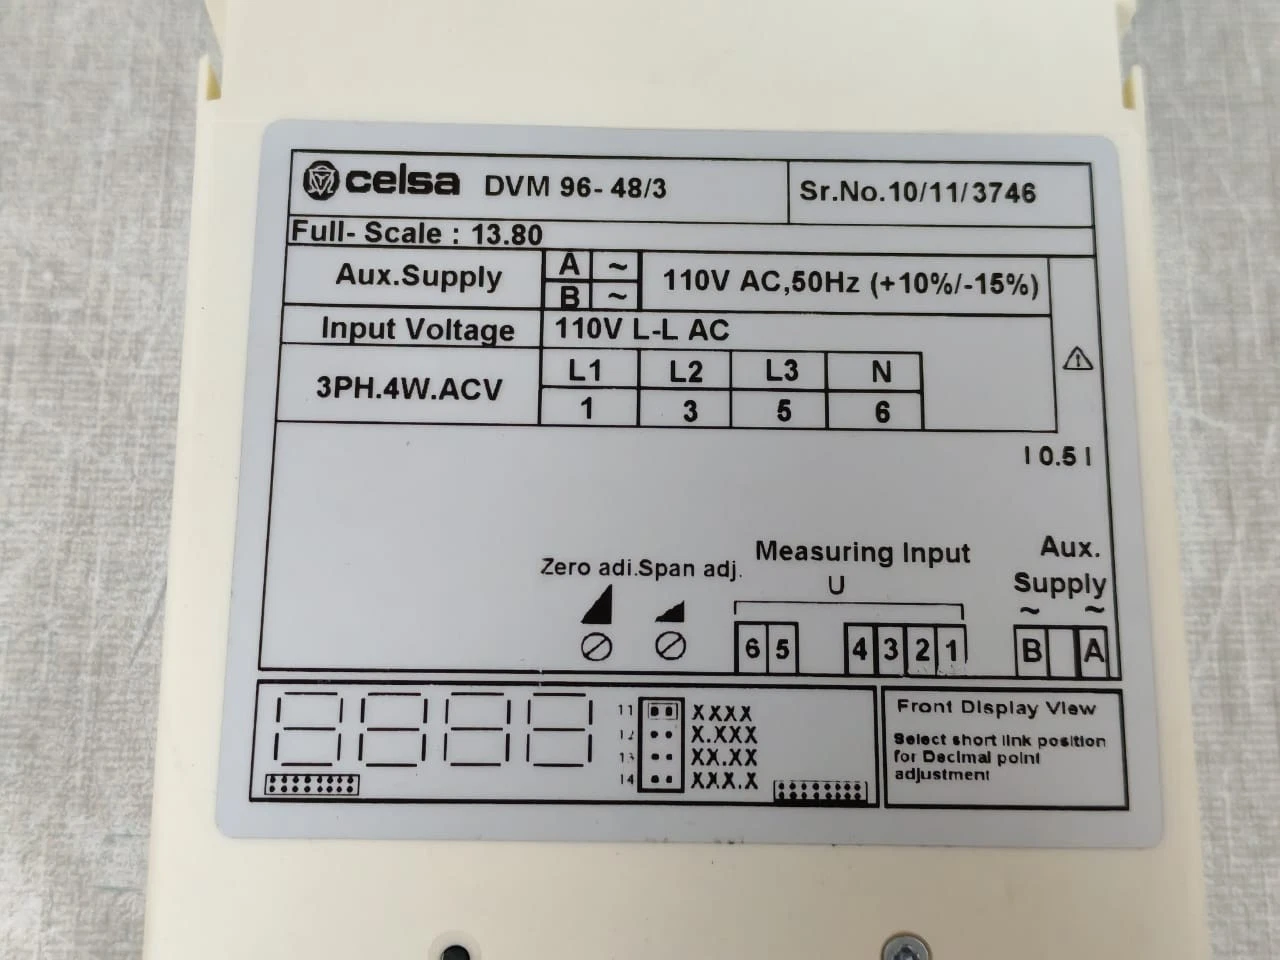 celsa DVM 96-48/3 Sr.No.10/11/3746
Full- Scale : 13.80
Aux.Supply A ~ 110V AC,50Hz (+10%/-15%)
B ~
Input Voltage 110V L-L AC
3PH.4W.ACV L1 L2 L3 N
1 3 5 6
I 0.5 I
Zero adj. Span adj. Measuring Input Aux.
U Supply
~ ~
6 5 4 3 2 1 B A
11 XXXX
12 X.XXX
13 XX.XX
14 XXX.X
Front Display View
Select short link position
for Decimal point
adjustment